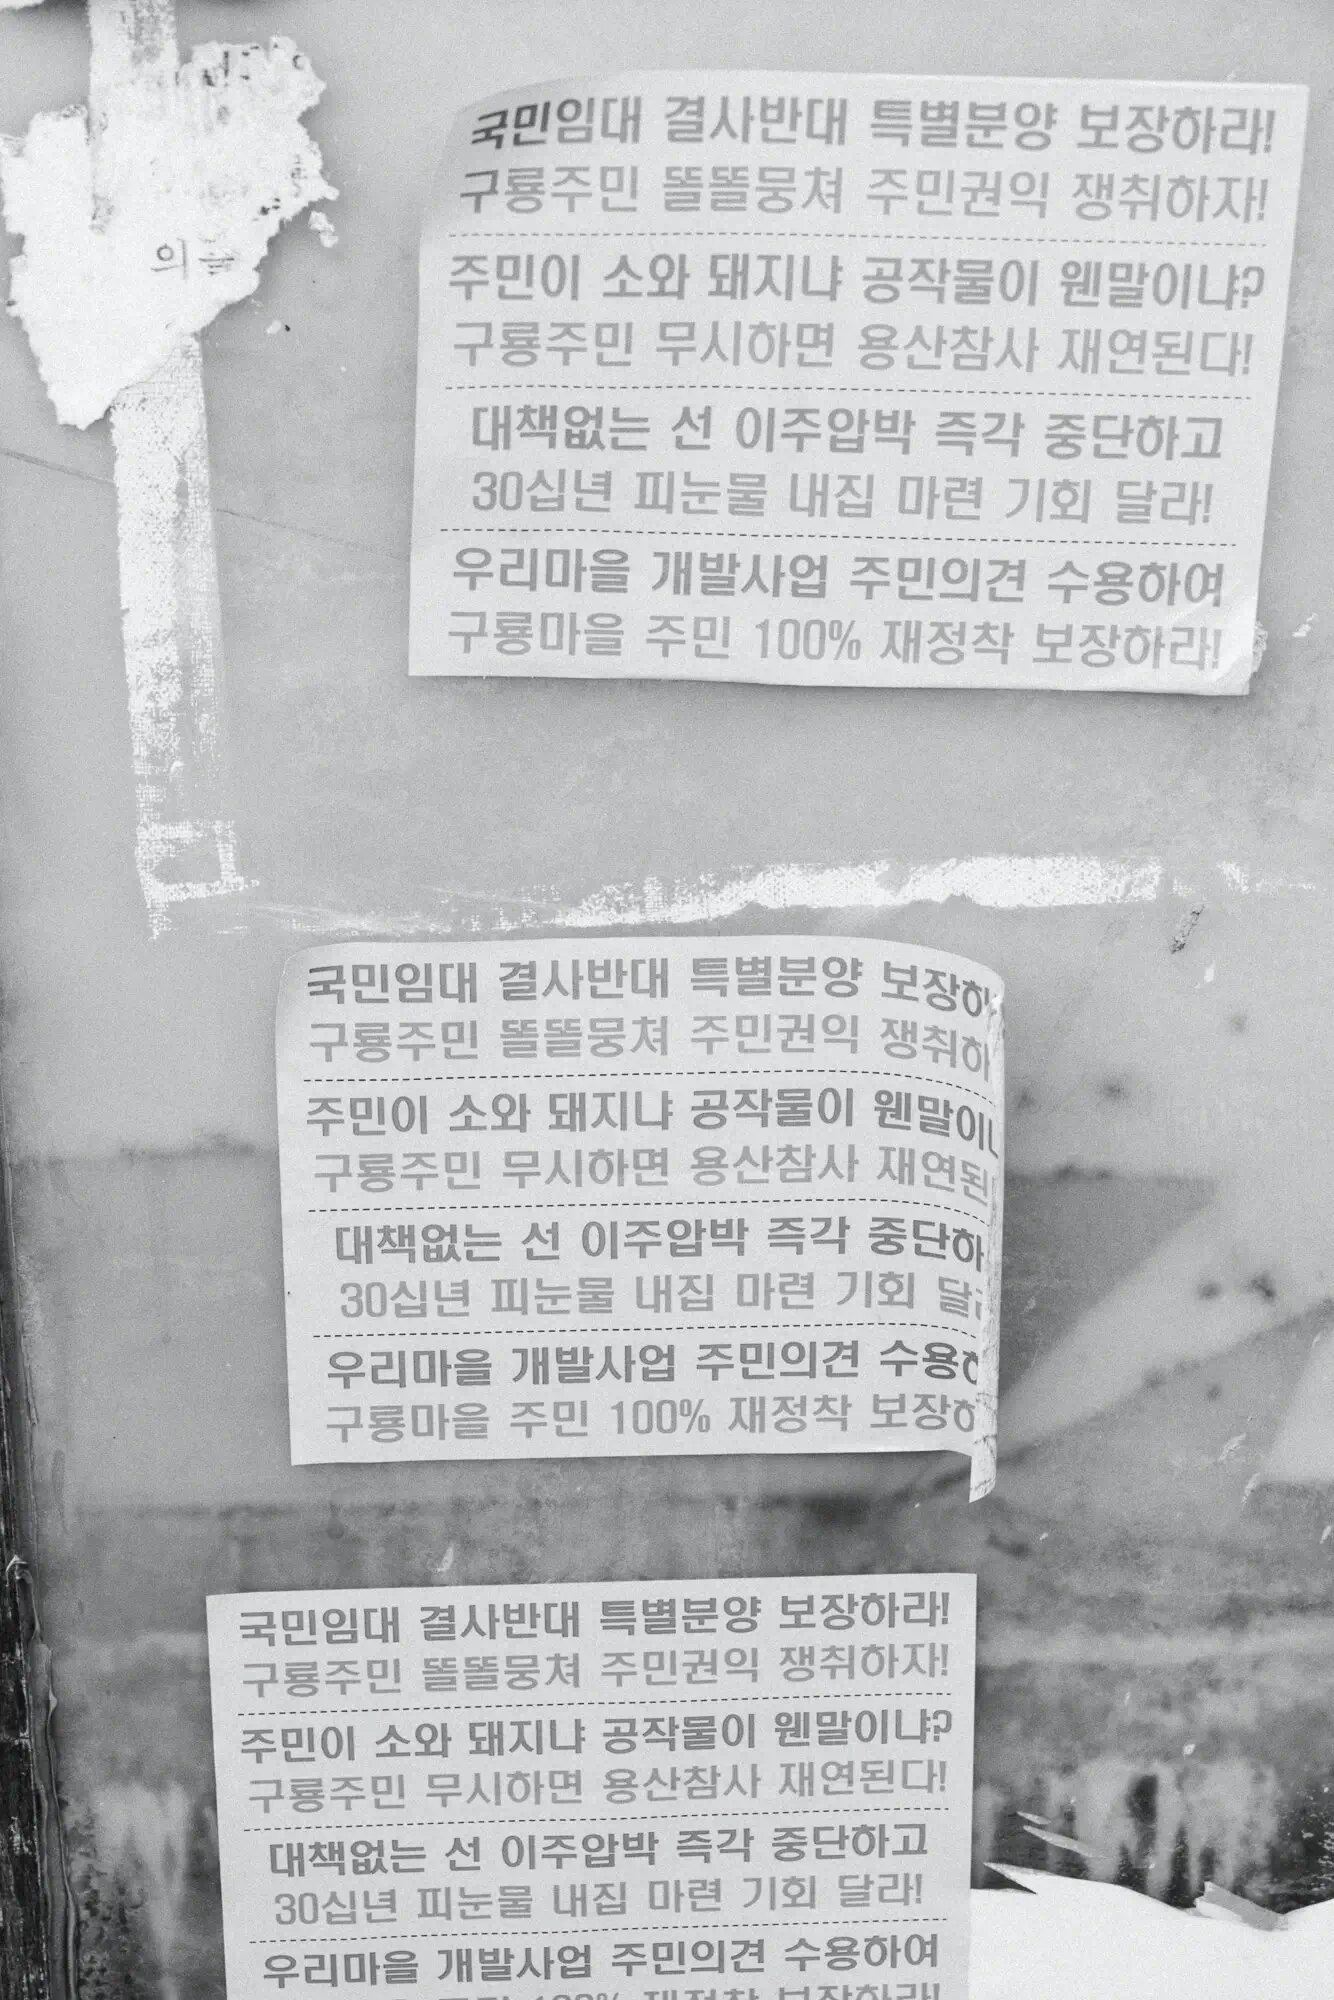 의들
국민임대 결사반대 특별분양 보장하라!
구룡주민 똘똘뭉쳐 주민권익 쟁취하자!
주민이 소와 돼지냐 공작물이 웬말이냐?
구룡주민 무시하면 용산참사 재연된다!
대책없는 선 이주압박 즉각 중단하고
30십년 피눈물 내집 마련 기회 달라!
우리마을 개발사업 주민의견 수용하여
구룡마을 주민 100% 재정착 보장하라!
국민임대 결사반대 특별분양 보장하
구룡주민 똘똘뭉쳐 주민권익 쟁취하
주민이 소와 돼지냐 공작물이 웬말이
구룡주민 무시하면 용산참사 재연된
대책없는 선 이주압박 즉각 중단하
30십년 피눈물 내집 마련 기회 달
우리마을 개발사업 주민의견 수용
구룡마을 주민 100% 재정착 보장
국민임대 결사반대 특별분양 보장하라!
구룡주민 똘똘뭉쳐 주민권익 쟁취하자!
주민이 소와 돼지냐 공작물이 웬말이냐?
구룡주민 무시하면 용산참사 재연된다!
대책없는 선 이주압박 즉각 중단하고
30십년 피눈물 내집 마련 기회 달라!
우리마을 개발사업 주민의견 수용하여